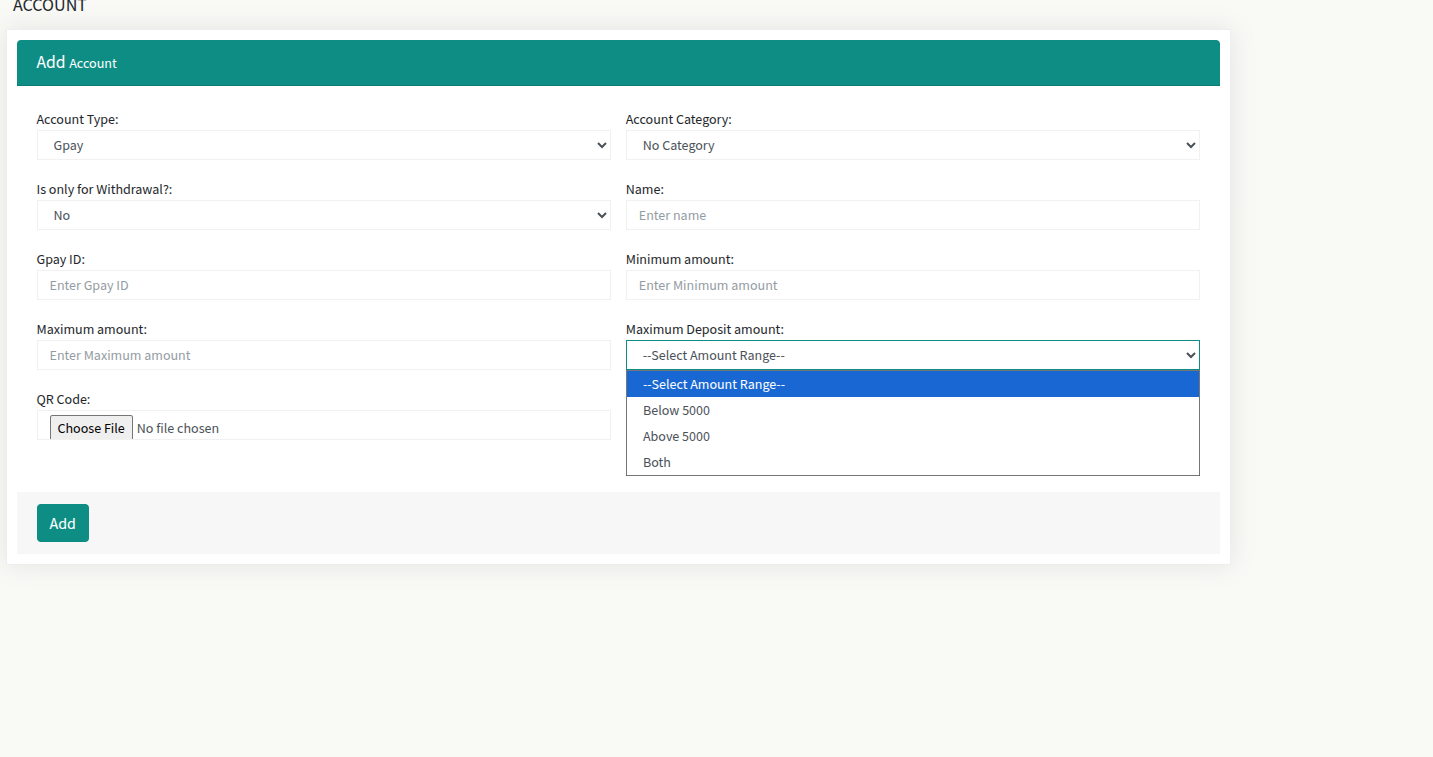 ACCOUNT
Add Account
Account Type:
Account Category:
Gpay
No Category
Is only for Withdrawal?:
Name:
No
Enter name
Gpay ID:
Minimum amount:
Enter Gpay ID
Enter Minimum amount
Maximum amount:
Maximum Deposit amount:
Enter Maximum amount
--Select Amount Range--
--Select Amount Range--
QR Code:
Below 5000
Choose File No file chosen
Above 5000
Both
Add